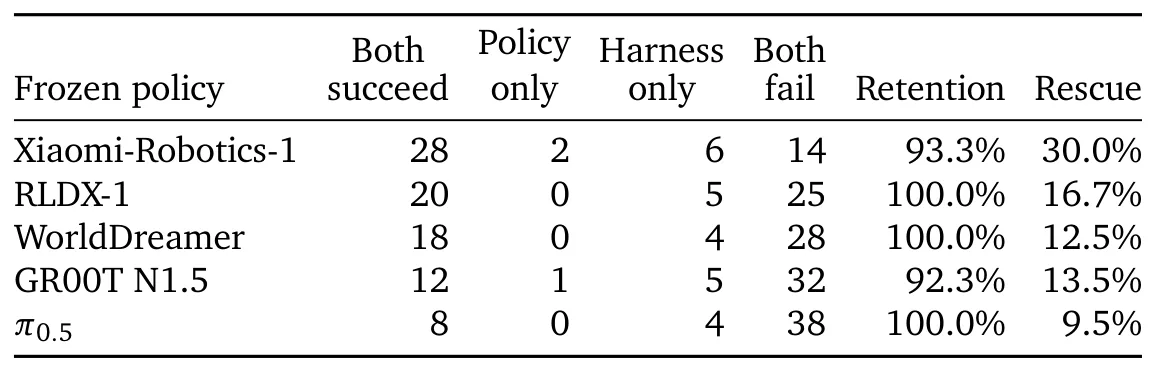 Frozen policy Both succeed Policy only Harness only Both fail Retention Rescue
Xiaomi-Robotics-1 28 2 6 14 93.3% 30.0%
RLDX-1 20 0 5 25 100.0% 16.7%
WorldDreamer 18 0 4 28 100.0% 12.5%
GR00T N1.5 12 1 5 32 92.3% 13.5%
π0.5 8 0 4 38 100.0% 9.5%